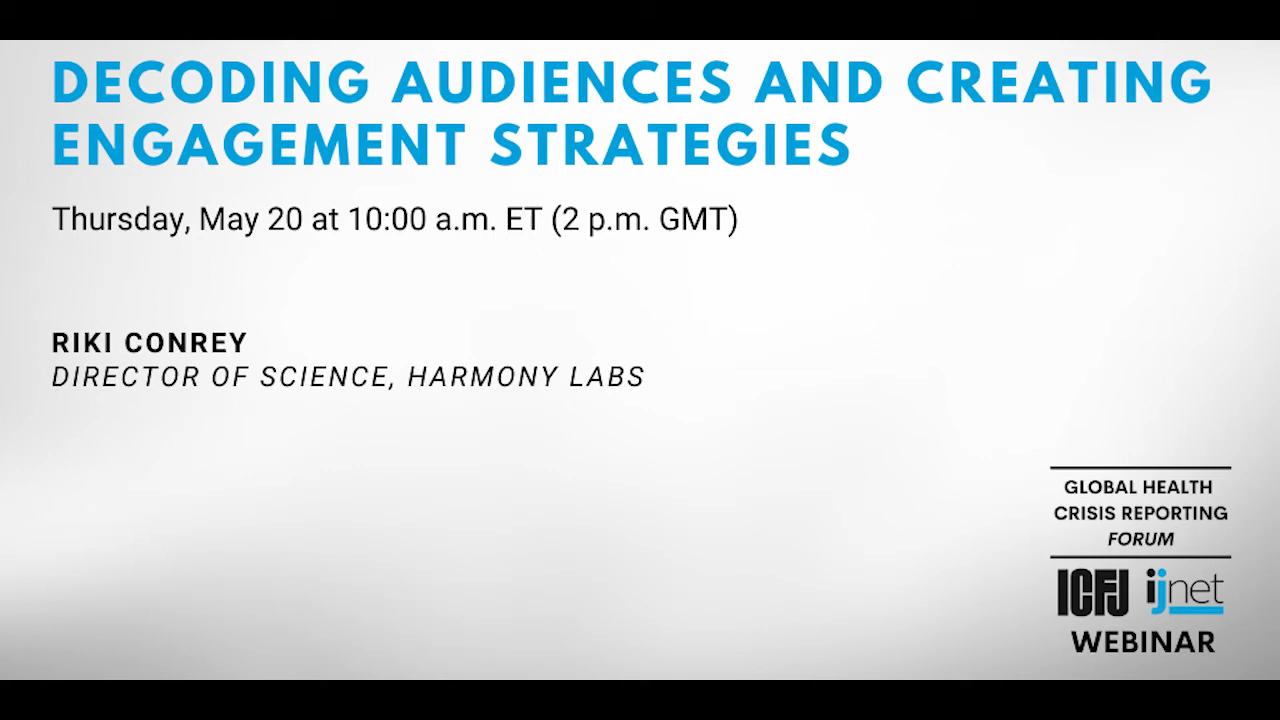 DECODING AUDIENCES AND CREATING
ENGAGEMENT STRATEGIES
Thursday, May 20 at 10:00 a.m. ET (2 p.m. GMT)
RIKI CONREY
DIRECTOR OF SCIENCE, HARMONY LABS
GLOBAL HEALTH
CRISIS REPORTING
FORUM
ICFJ ijnet
WEBINAR